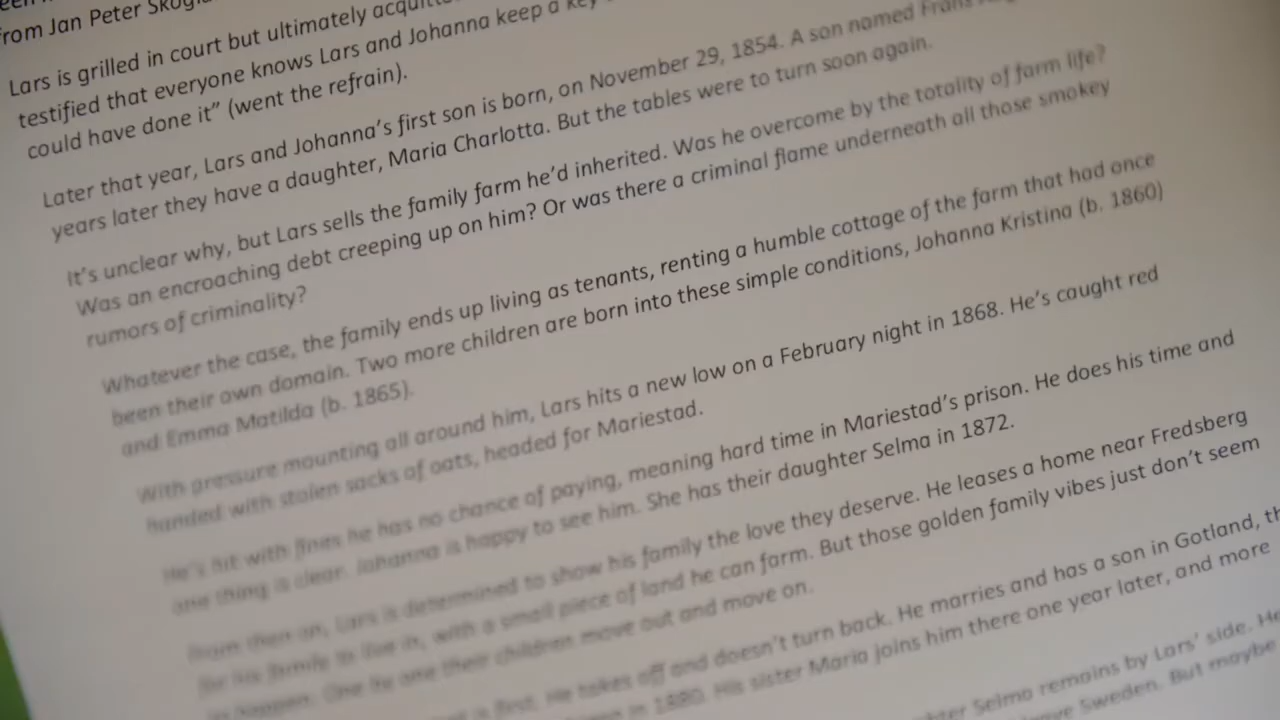 from Jan Peter
Lars is grilled in court but ultimately
testified that everyone knows Lars and Johanna keep a key
could have done it” (went the refrain).
Later that year, Lars and Johanna’s first son is born, on November 29, 1854. A son named Frans
years later they have a daughter, Maria Charlotta. But the tables were to turn soon again.
It’s unclear why, but Lars sells the family farm he’d inherited. Was he overcome by the totality of farm life?
Was an encroaching debt creeping up on him? Or was there a criminal flame underneath all those smokey
rumors of criminality?
Whatever the case, the family ends up living as tenants, renting a humble cottage of the farm that had once
been their own domain. Two more children are born into these simple conditions, Johanna Kristina (b. 1860)
and Emma Matilda (b. 1865).
With pressure mounting all around him, Lars hits a new low on a February night in 1868. He’s caught red
handed with stolen sacks of oats, headed for Mariestad.
He’s hit with fines he has no chance of paying, meaning hard time in Mariestad’s prison. He does his time and
one thing is clear. Johanna is happy to see him. She has their daughter Selma in 1872.
From then on, Lars is determined to show his family the love they deserve. He leases a home near Fredsberg
for his family to live in, with a small piece of land he can farm. But those golden family vibes just don’t seem
to happen. One by one their children move out and move on.
is first. He takes off and doesn’t turn back. He marries and has a son in Gotland,
in 1880. His sister Maria joins him there one year later, and more
Selma remains by Lars’ side.
Sweden. But maybe